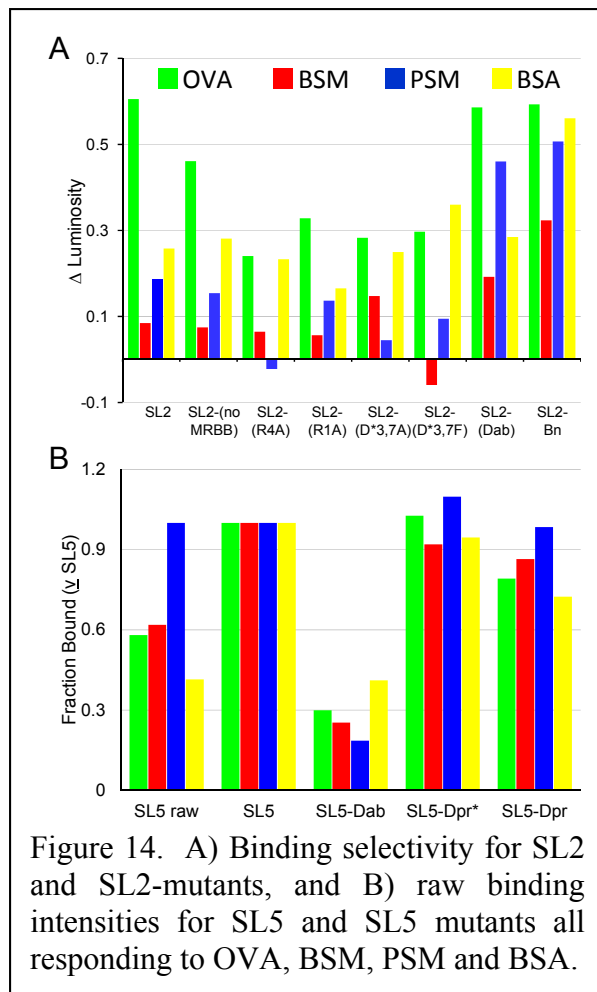 A
0.7
OVA BSM PSM BSA
0.5
0.3
0.1
-0.1
Δ Luminosity
SL2 SL2-(no MRBB) SL2-(R4A) SL2-(R1A) SL2-(D*3,7A) SL2-(D*3,7F) SL2-(Dab) SL2-Bn
B
1.2
0.9
0.6
0.3
0
Fraction Bound (v SL5)
SL5 raw SL5 SL5-Dab SL5-Dpr* SL5-Dpr
Figure 14. A) Binding selectivity for SL2
and SL2-mutants, and B) raw binding
intensities for SL5 and SL5 mutants all
responding to OVA, BSM, PSM and BSA.